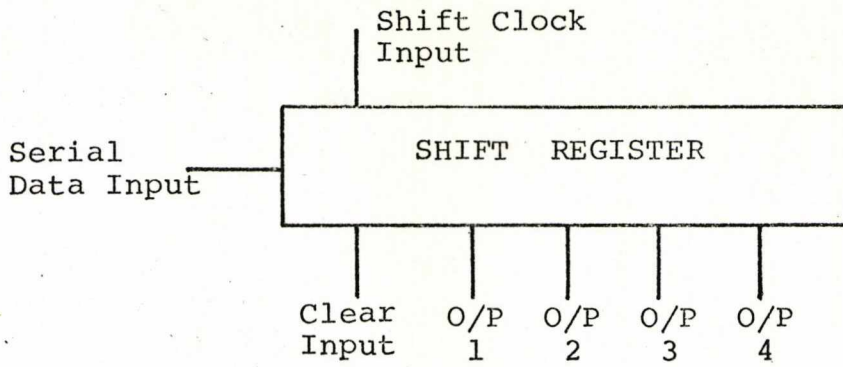 Shift Clock
Input
Serial
Data Input
SHIFT REGISTER
Clear
Input
O/P
1
O/P
2
O/P
3
O/P
4